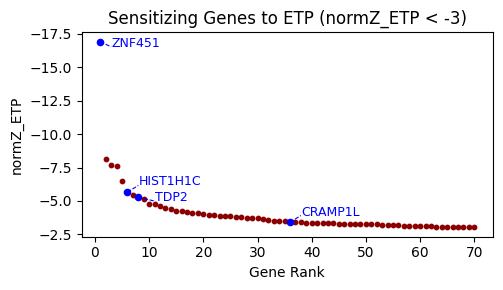 Sensitizing Genes to ETP (normZ_ETP < -3)
−17.5
−15.0
−12.5
−10.0
−7.5
−5.0
−2.5
normZ_ETP
ZNF451
HIST1H1C
TDP2
CRAMP1L
0 10 20 30 40 50 60 70
Gene Rank